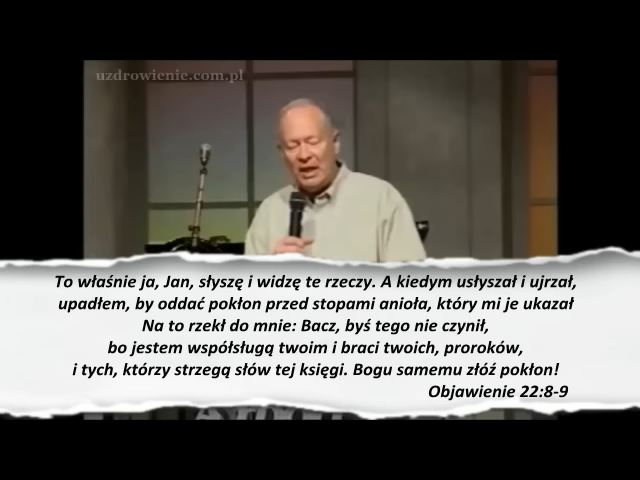 uzdrowienie.com.pl
To właśnie ja, Jan, słyszę i widzę te rzeczy. A kiedym usłyszał i ujrzał,
upadłem, by oddać pokłon przed stopami anioła, który mi je ukazał
Na to rzekł do mnie: Bacz, byś tego nie czynił,
bo jestem współsługą twoim i braci twoich, proroków,
i tych, którzy strzegą słów tej księgi. Bogu samemu złóż pokłon!
Objawienie 22:8-9